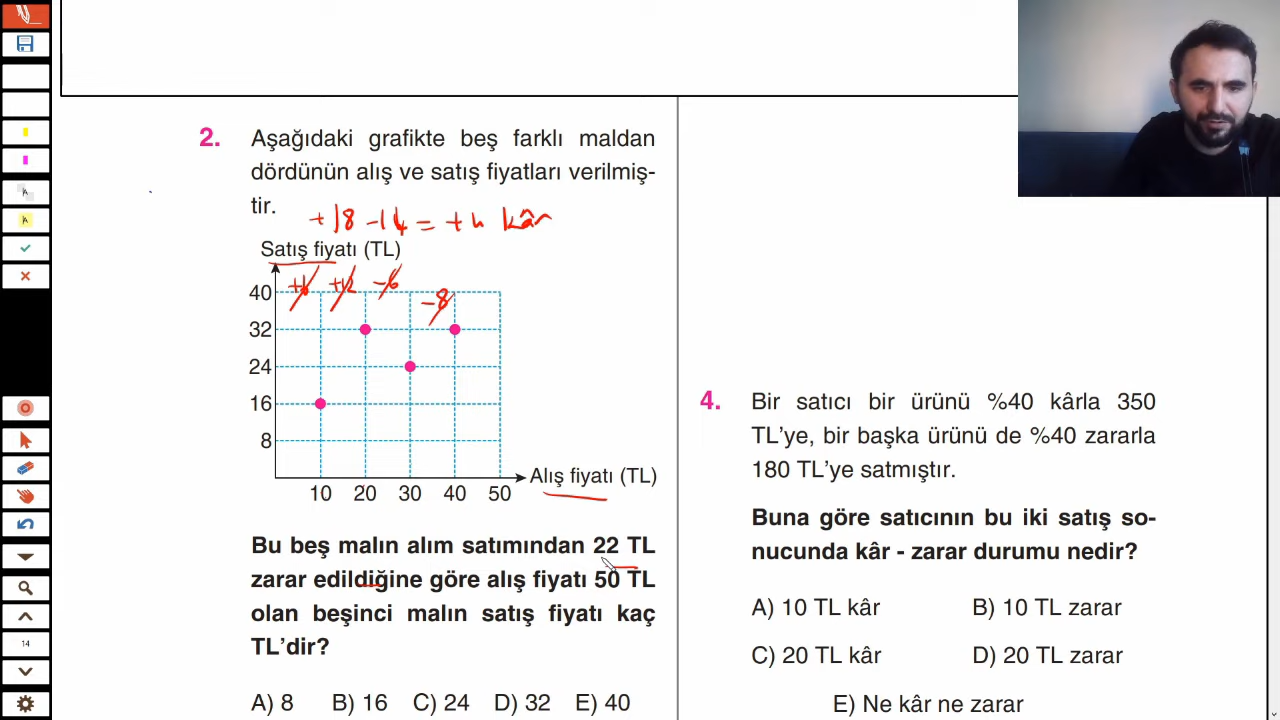 2. Aşağıdaki grafikte beş farklı maldan
dördünün alış ve satış fiyatları verilmiş-
tir.
+18 -14 = +4 kâr
Satış fiyatı (TL)
+6 +12 -6
-8
40
32
24
16
8
10 20 30 40 50
Alış fiyatı (TL)
Bu beş malın alım satımından 22 TL
zarar edildiğine göre alış fiyatı 50 TL
olan beşinci malın satış fiyatı kaç
TL'dir?
A) 8 B) 16 C) 24 D) 32 E) 40
4. Bir satıcı bir ürünü %40 kârla 350
TL'ye, bir başka ürünü de %40 zararla
180 TL'ye satmıştır.
Buna göre satıcının bu iki satış so-
nucunda kâr - zarar durumu nedir?
A) 10 TL kâr B) 10 TL zarar
C) 20 TL kâr D) 20 TL zarar
E) Ne kâr ne zarar
A
A
14